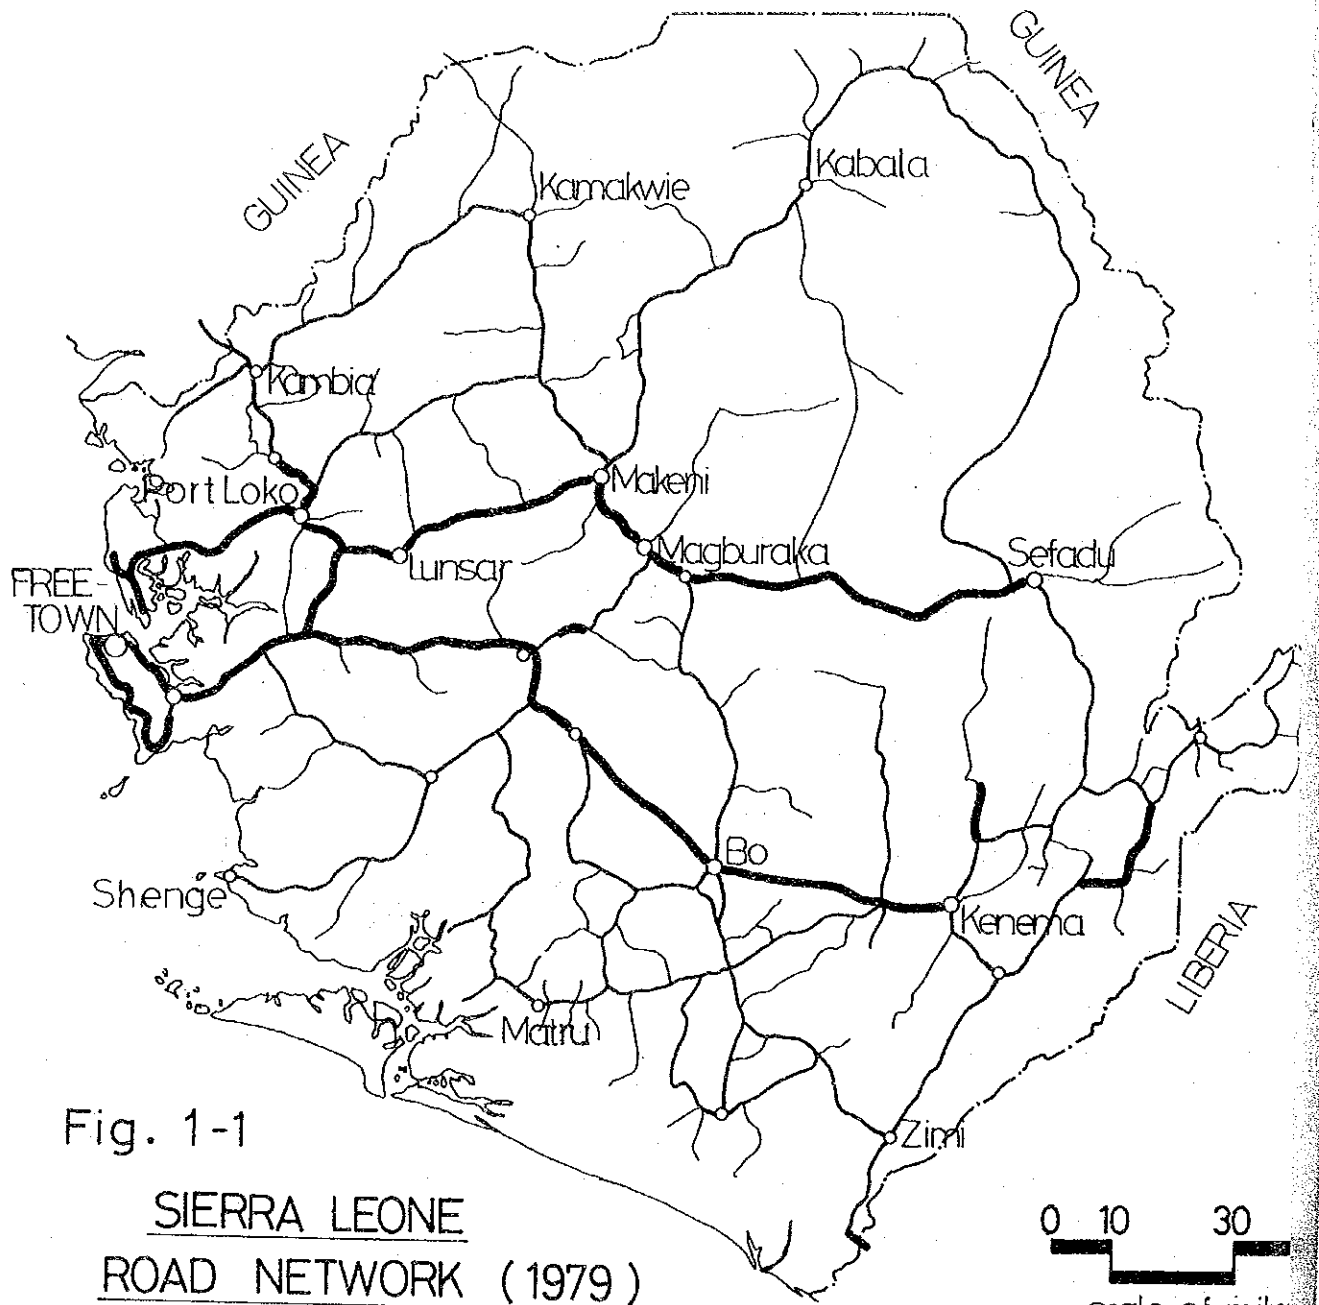 GUINEA
GUINEA
Kabala
Kamakwie
Kambia
Port Loko
Makeni
Lunsar
Magburaka
Sefadu
FREE-
TOWN
Bo
Shenge
Kenema
LIBERIA
Matru
Zimi
Fig. 1-1
SIERRA LEONE
ROAD NETWORK (1979)
0 10 30